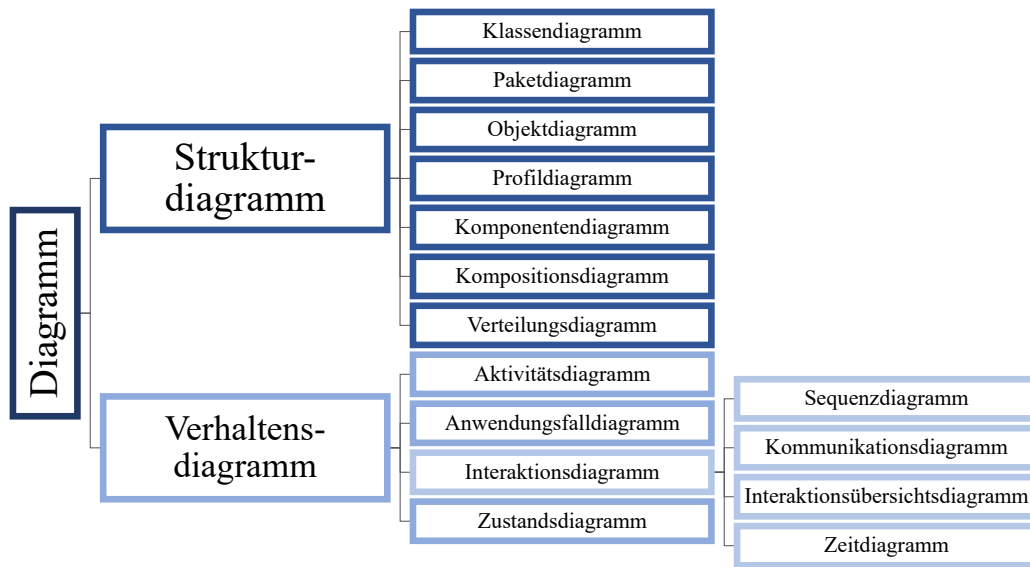 Diagramm
Struktur-
diagramm
Klassendiagramm
Paketdiagramm
Objektdiagramm
Profildiagramm
Komponentendiagramm
Kompositionsdiagramm
Verteilungsdiagramm
Verhaltens-
diagramm
Aktivitätsdiagramm
Anwendungsfalldiagramm
Interaktionsdiagramm
Zustandsdiagramm
Sequenzdiagramm
Kommunikationsdiagramm
Interaktionsübersichtsdiagramm
Zeitdiagramm